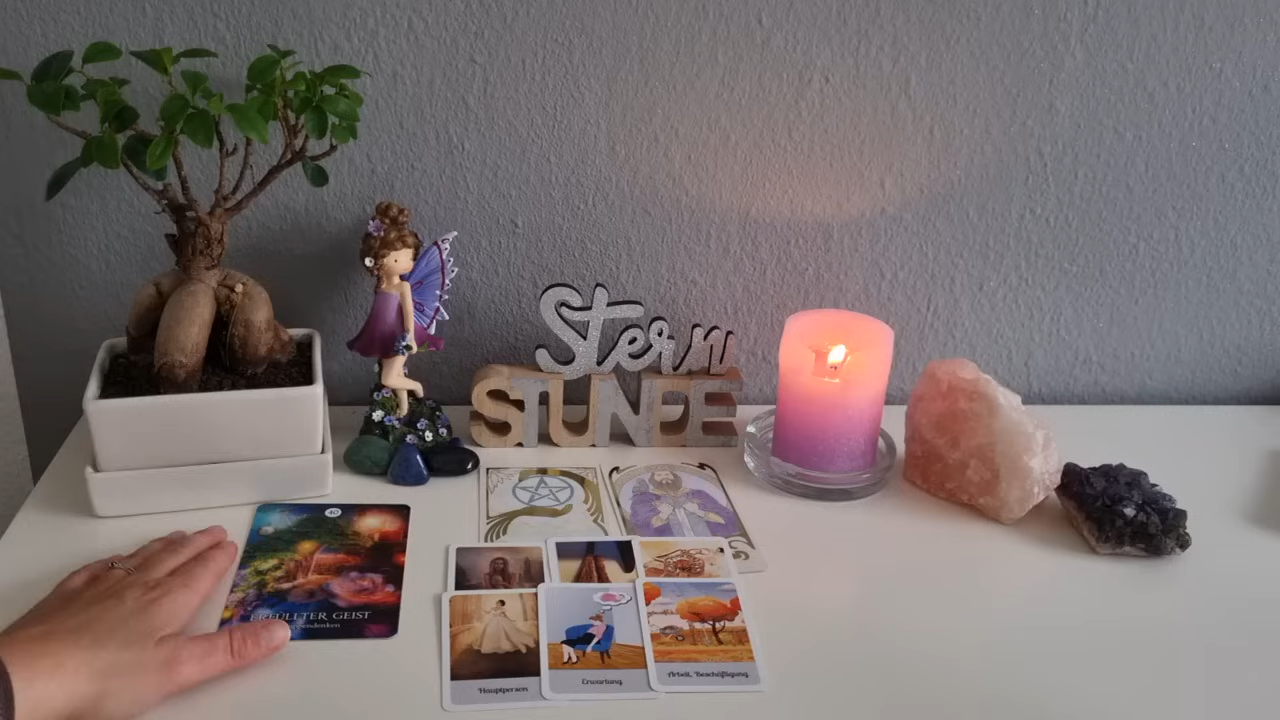 Stern
STUNDE
40
ERFÜLLTER GEIST
Hauptperson
Erwartung
Arbeit, Beschäftigung